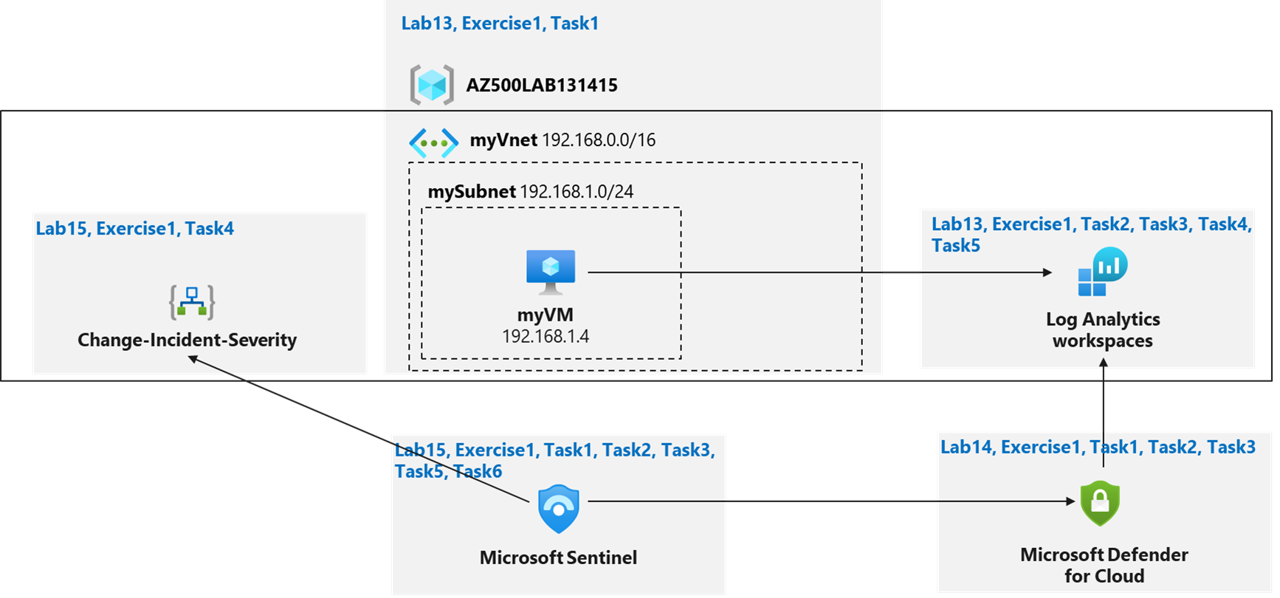 Lab13, Exercise1, Task1
AZ500LAB131415
myVnet 192.168.0.0/16
mySubnet 192.168.1.0/24
Lab15, Exercise1, Task4
Change-Incident-Severity
myVM
192.168.1.4
Lab13, Exercise1, Task2, Task3, Task4,
Task5
Log Analytics
workspaces
Lab15, Exercise1, Task1, Task2, Task3,
Task5, Task6
Microsoft Sentinel
Lab14, Exercise1, Task1, Task2, Task3
Microsoft Defender
for Cloud